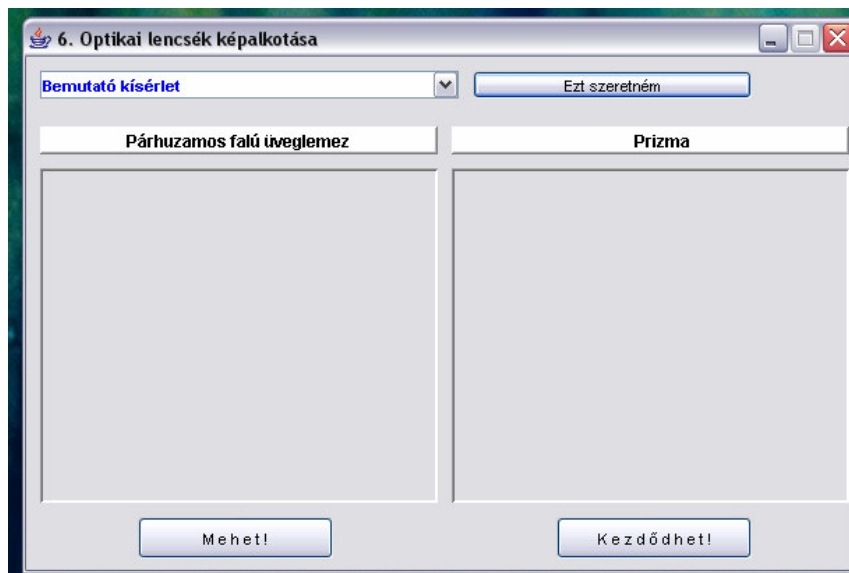 6. Optikai lencsék képalkotása
Bemutató kísérlet
Ezt szeretném
Párhuzamos falú üveglemez
Prizma
Mehet!
Kezdődhet!